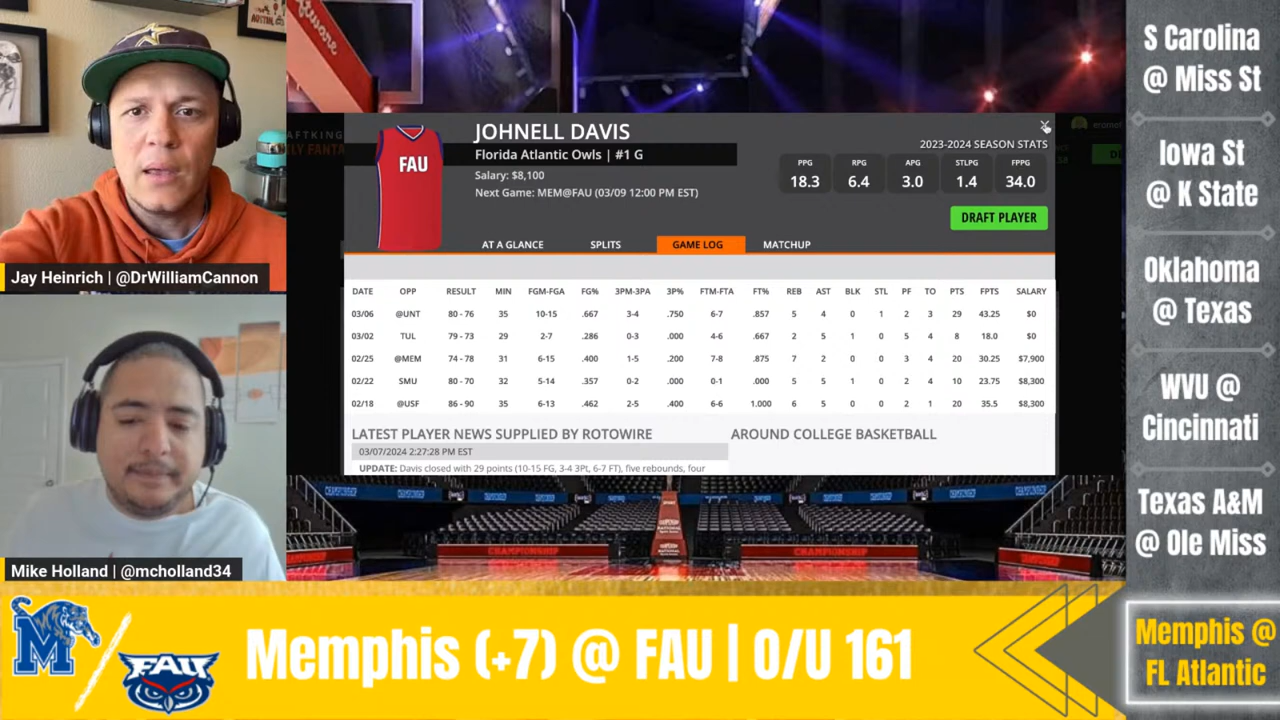 AUSTIN,
Jay Heinrich | @DrWilliamCannon
Mike Holland | @mcholland34
oftware
JOHNELL DAVIS
Florida Atlantic Owls | #1 G
Salary: $8,100
Next Game: MEM@FAU (03/09 12:00 PM EST)
2023-2024 SEASON STATS
PPG RPG APG STLPG FPPG
18.3 6.4 3.0 1.4 34.0
FAU
DRAFT PLAYER
AT A GLANCE SPLITS GAME LOG MATCHUP
DATE OPP RESULT MIN FGM-FGA FG% 3PM-3PA 3P% FTM-FTA FT% REB AST BLK STL PF TO PTS FPTS SALARY
03/06 @UNT 80 - 76 35 10-15 .667 3-4 .750 6-7 .857 5 4 0 1 2 3 29 43.25 $0
03/02 TUL 79 - 73 29 2-7 .286 0-3 .000 4-6 .667 2 5 1 0 5 4 8 18.0 $0
02/25 @MEM 74 - 78 31 6-15 .400 1-5 .200 7-8 .875 7 2 0 0 3 4 20 30.25 $7,900
02/22 SMU 80 - 70 32 5-14 .357 0-2 .000 0-1 .000 5 5 1 0 2 4 10 23.75 $8,300
02/18 @USF 86 - 90 35 6-13 .462 2-5 .400 6-6 1.000 6 5 0 0 2 1 20 35.5 $8,300
LATEST PLAYER NEWS SUPPLIED BY ROTOWIRE
AROUND COLLEGE BASKETBALL
03/07/2024 2:27:28 PM EST
UPDATE: Davis closed with 29 points (10-15 FG, 3-4 3Pt, 6-7 FT), five rebounds, four
CHAMPIONSHIP
CHAMPIONSHIP
S Carolina
@ Miss St
Iowa St
@ K State
Oklahoma
@ Texas
WVU @
Cincinnati
Texas A&M
@ Ole Miss
Memphis @
FL Atlantic
M
FAU
Memphis (+7) @ FAU | O/U 161